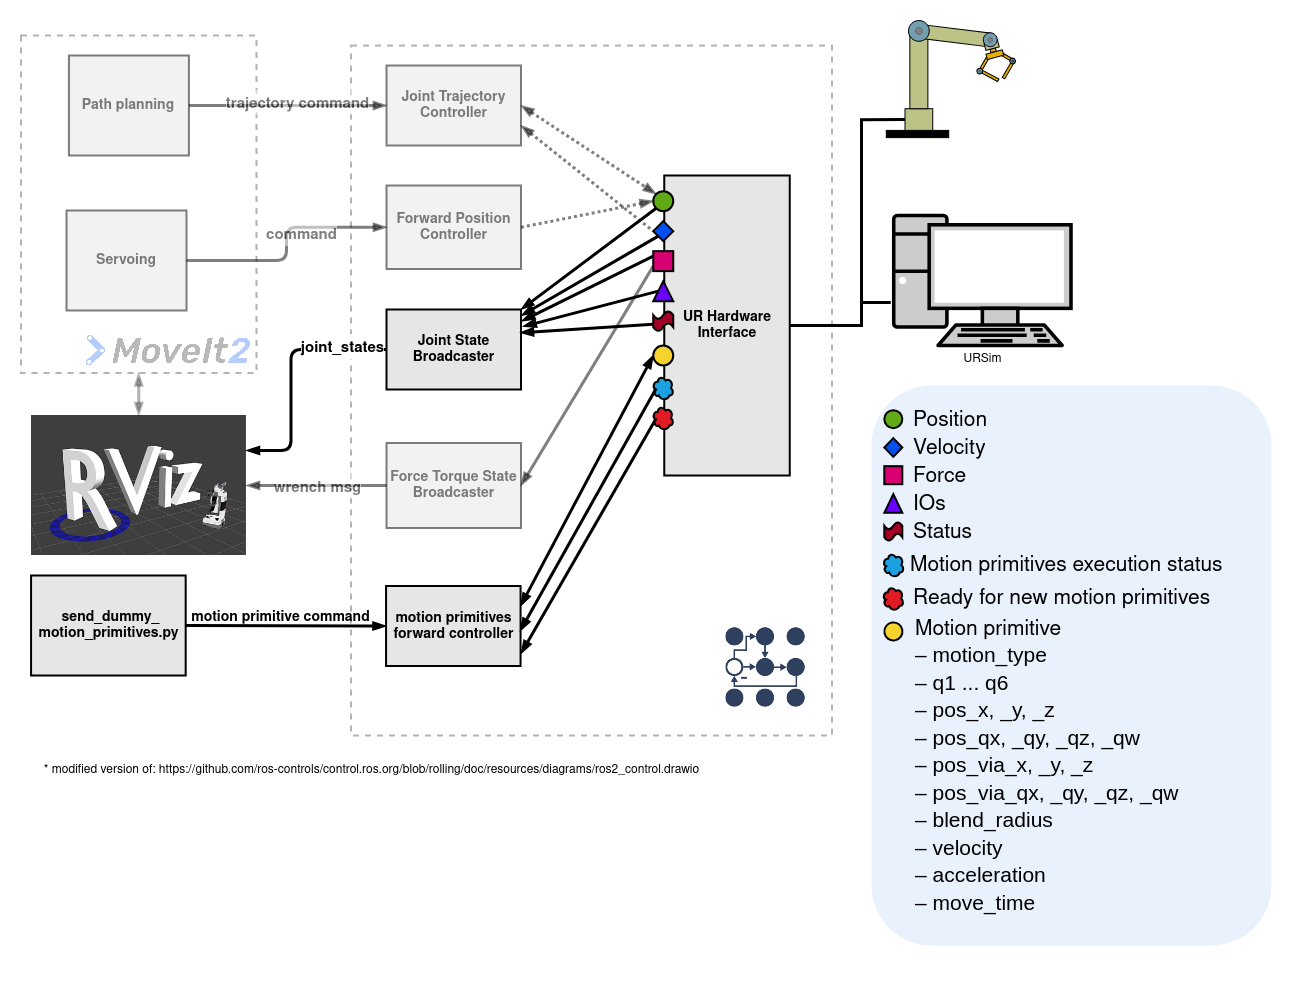 Path planning
trajectory command
Joint Trajectory
Controller
Servoing
command
Forward Position
Controller
MoveIt2
joint_states
Joint State
Broadcaster
UR Hardware
Interface
URSim
RViz
wrench msg
Force Torque State
Broadcaster
send_dummy_
motion_primitives.py
motion primitive command
motion primitives
forward controller
* modified version of: https://github.com/ros-controls/control.ros.org/blob/rolling/doc/resources/diagrams/ros2_control.drawio
Position
Velocity
Force
IOs
Status
Motion primitives execution status
Ready for new motion primitives
Motion primitive
– motion_type
– q1 ... q6
– pos_x, _y, _z
– pos_qx, _qy, _qz, _qw
– pos_via_x, _y, _z
– pos_via_qx, _qy, _qz, _qw
– blend_radius
– velocity
– acceleration
– move_time